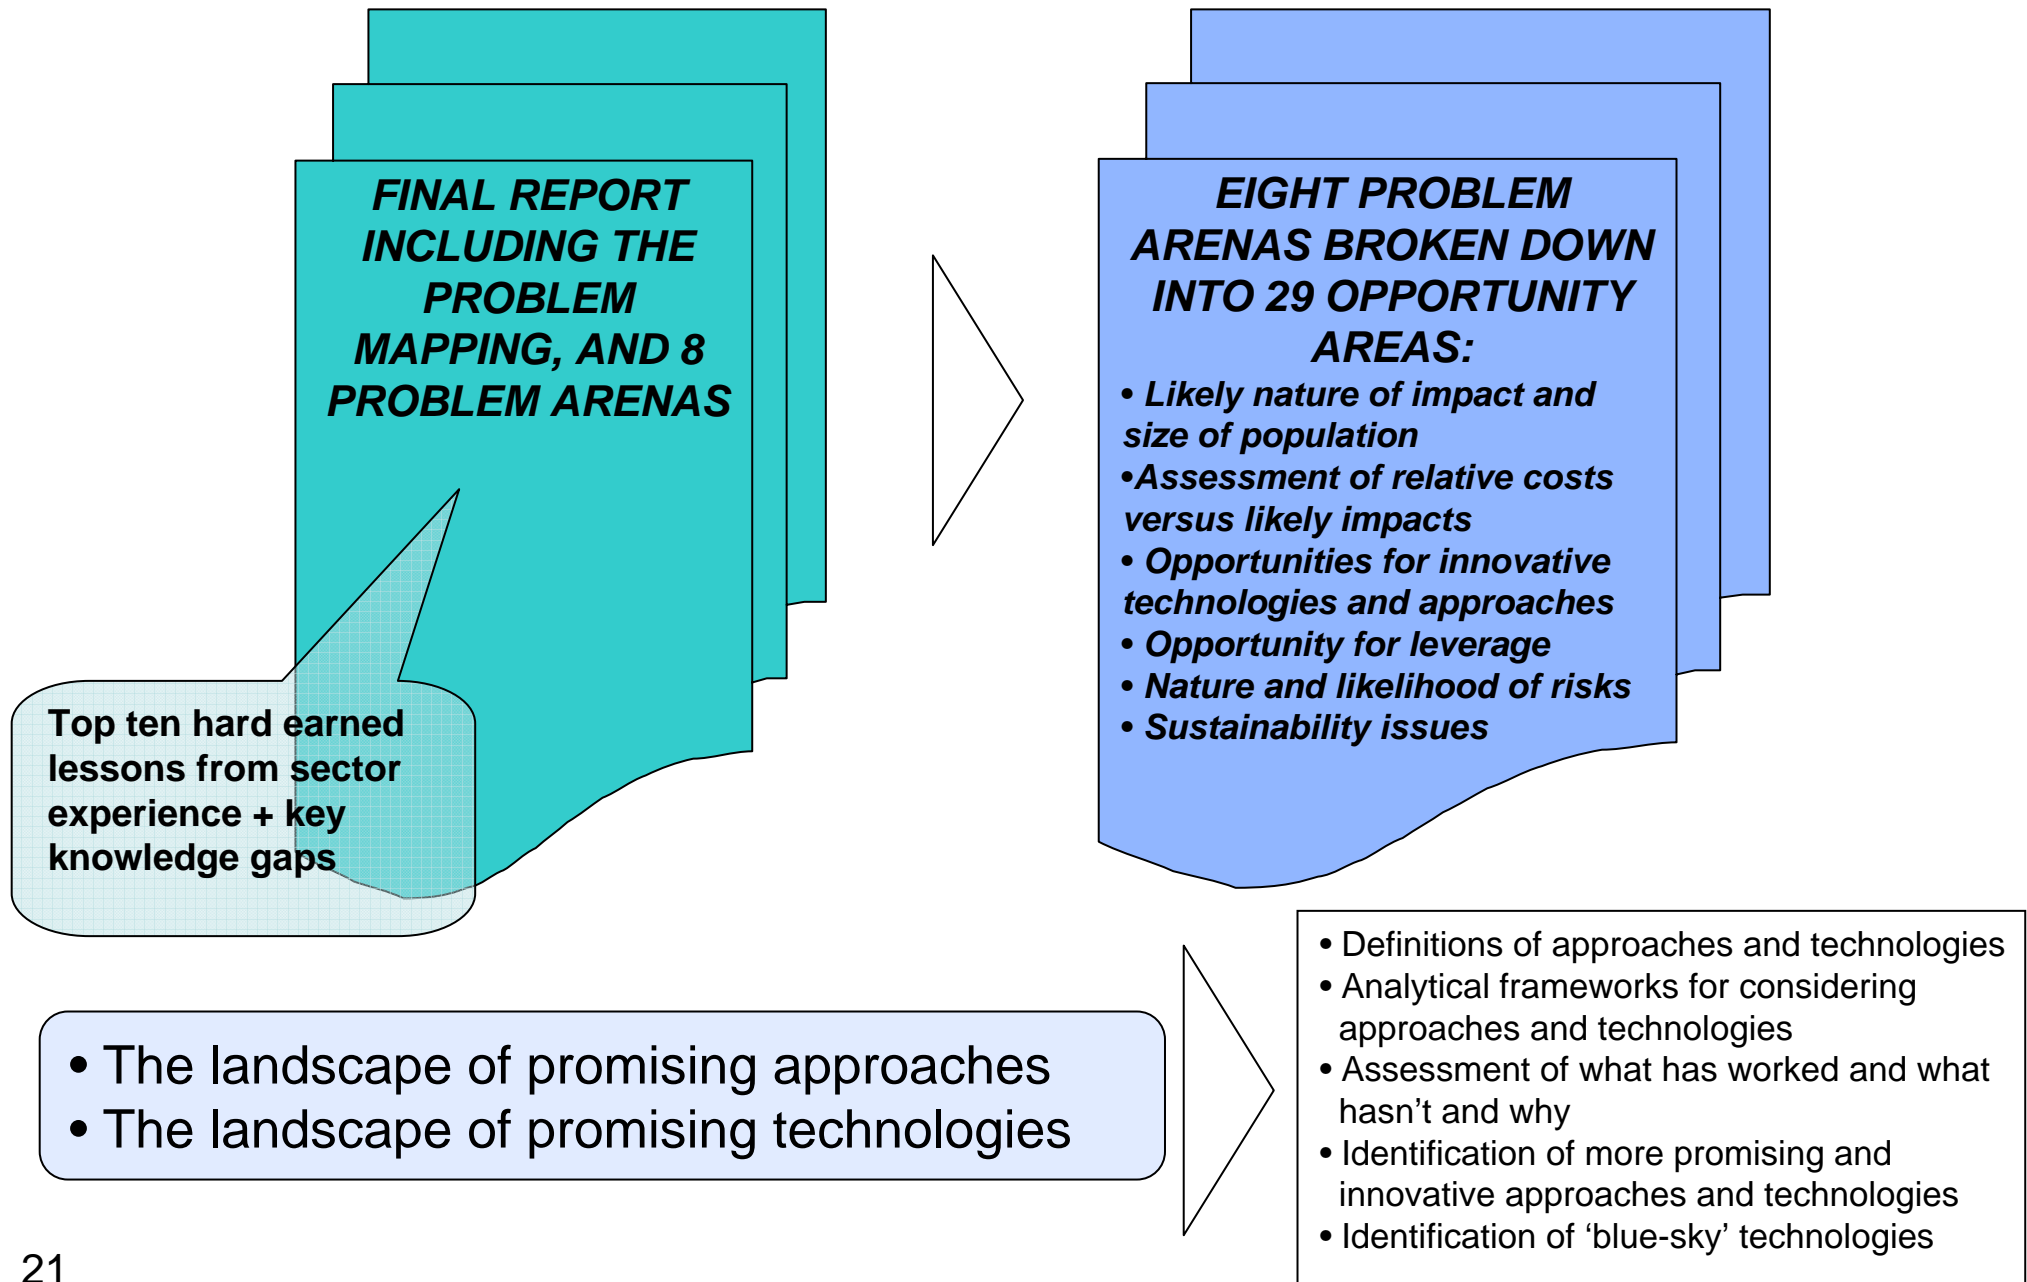 FINAL REPORT
INCLUDING THE
PROBLEM
MAPPING, AND 8
PROBLEM ARENAS
Top ten hard earned
lessons from sector
experience + key
knowledge gaps
EIGHT PROBLEM
ARENAS BROKEN DOWN
INTO 29 OPPORTUNITY
AREAS:
• Likely nature of impact and
size of population
•Assessment of relative costs
versus likely impacts
• Opportunities for innovative
technologies and approaches
• Opportunity for leverage
• Nature and likelihood of risks
• Sustainability issues
• The landscape of promising approaches
• The landscape of promising technologies
• Definitions of approaches and technologies
• Analytical frameworks for considering
approaches and technologies
• Assessment of what has worked and what
hasn’t and why
• Identification of more promising and
innovative approaches and technologies
• Identification of ‘blue-sky’ technologies
21